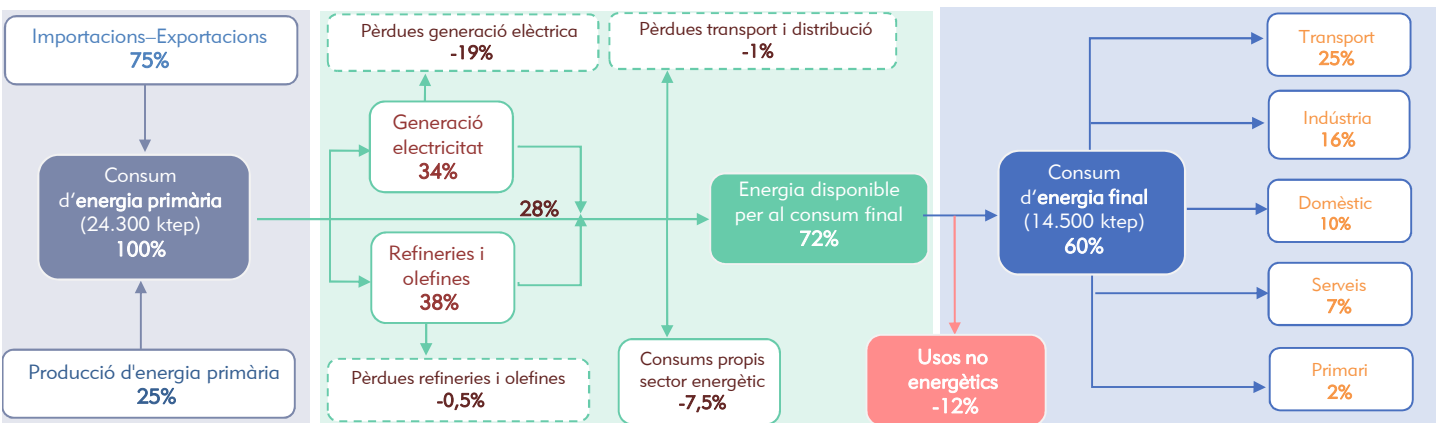 Importacions–Exportacions
75%
Consum
d'energia primària
(24.300 ktep)
100%
Producció d'energia primària
25%
Pèrdues generació elèctrica
-19%
Pèrdues transport i distribució
-1%
Generació
electricitat
34%
28%
Refineries i
olefines
38%
Pèrdues refineries i olefines
-0,5%
Consums propis
sector energètic
-7,5%
Energia disponible
per al consum final
72%
Usos no
energètics
-12%
Consum
d'energia final
(14.500 ktep)
60%
Transport
25%
Indústria
16%
Domèstic
10%
Serveis
7%
Primari
2%